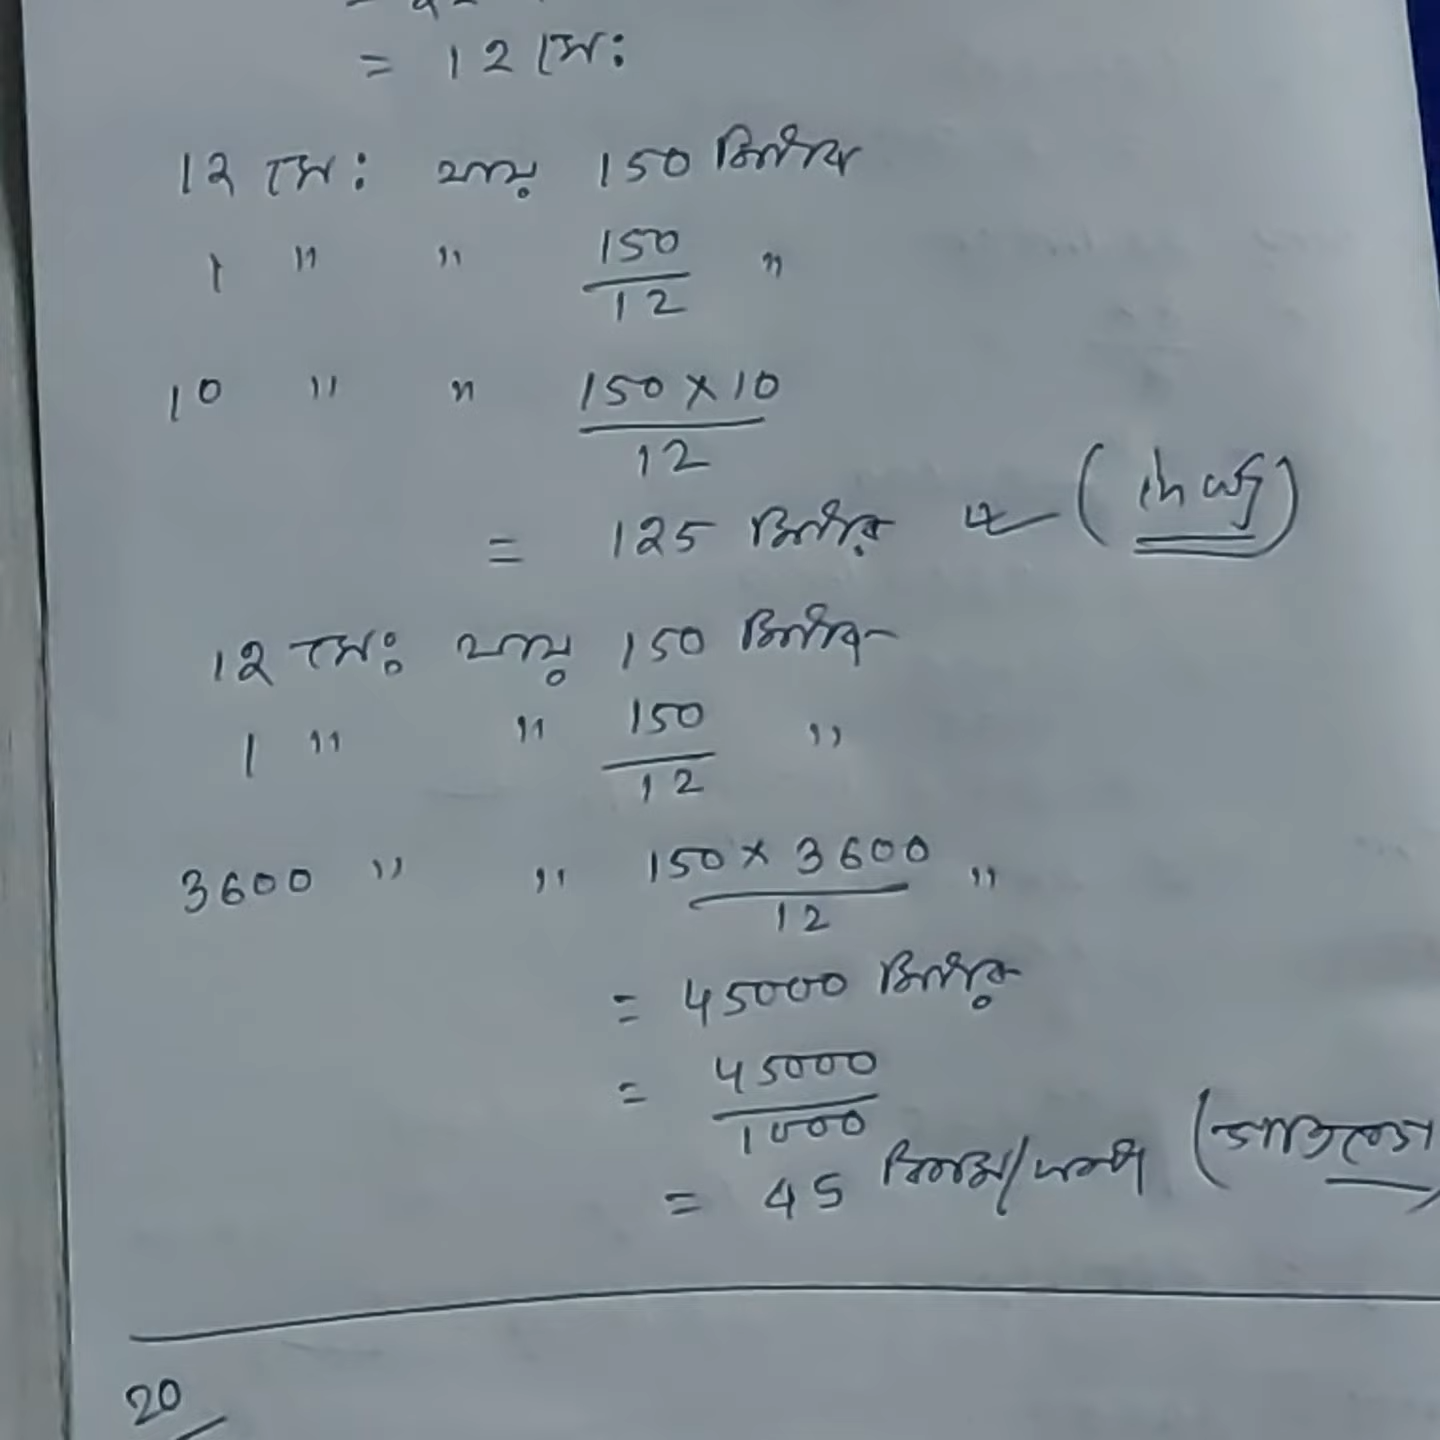 = 12 সে:
12 সে: যায় 150 মিটার
1 " " 150/12 "
10 " " 150 × 10/12
= 125 মিটার
12 সে: যায় 150 মিটার
1 " " 150/12 "
3600 " " 150 × 3600/12 "
= 45000 মিটার
= 45000/1000
= 45 কিমি/ঘন্টা
20